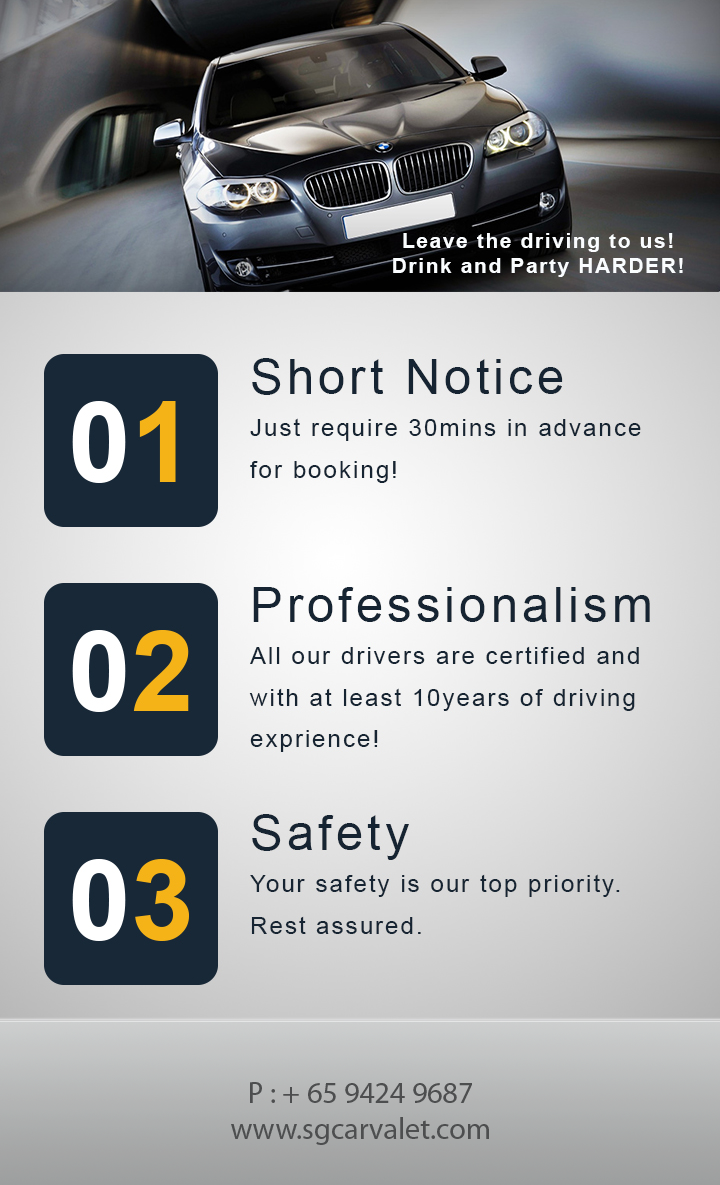 Leave the driving to us!
Drink and Party HARDER!
01
Short Notice
Just require 30mins in advance
for booking!
02
Professionalism
All our drivers are certified and
with at least 10years of driving
exprience!
03
Safety
Your safety is our top priority.
Rest assured.
P : + 65 9424 9687
www.sgcarvalet.com